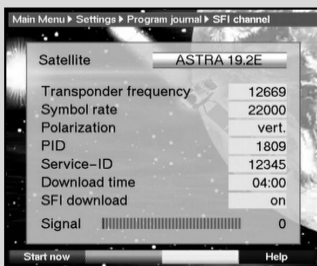 Main Menu ▸ Settings ▸ Program journal ▸ SFI channel
Satellite ASTRA 19.2E
Transponder frequency 12669
Symbol rate 22000
Polarization vert.
PID 1809
Service-ID 12345
Download time 04:00
SFI download on
Signal 0
Start now Help